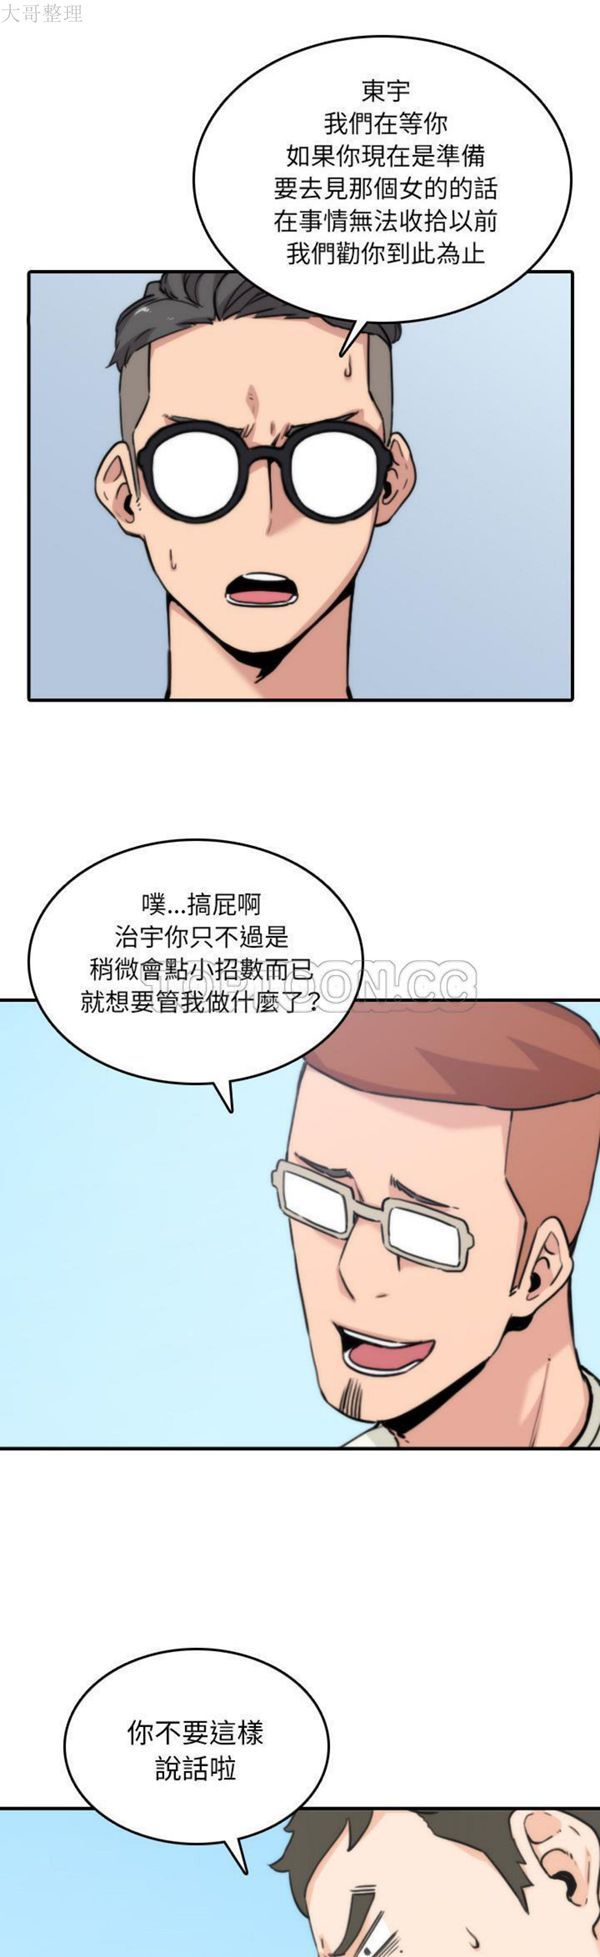 大哥整理
東宇
我們在等你
如果你現在是準備
要去見那個女的的話
在事情無法收拾以前
我們勸你到此為止
噗...搞屁啊
治宇你只不過是
稍微會點小招數而已
就想要管我做什麼了?
TOPTOON.CC
你不要這樣
說話啦